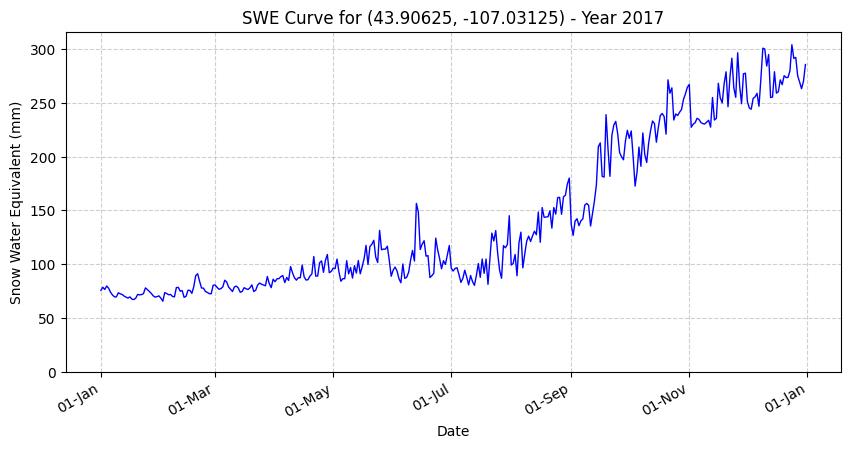 SWE Curve for (43.90625, -107.03125) - Year 2017
Snow Water Equivalent (mm)
300
250
200
150
100
50
0
01-Jan
01-Mar
01-May
01-Jul
01-Sep
01-Nov
01-Jan
Date